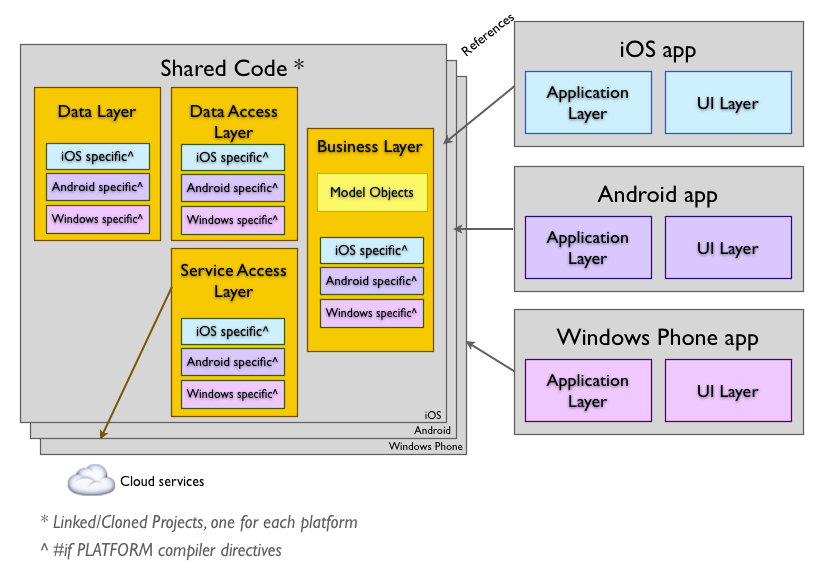 Shared Code *
Data Layer
iOS specific^
Android specific^
Windows specific^
Data Access
Layer
iOS specific^
Android specific^
Windows specific^
Business Layer
Model Objects
iOS specific^
Android specific^
Windows specific^
Service Access
Layer
iOS specific^
Android specific^
Windows specific^
iOS
Android
Windows Phone
References
iOS app
Application
Layer
UI Layer
Android app
Application
Layer
UI Layer
Windows Phone app
Application
Layer
UI Layer
Cloud services
* Linked/Cloned Projects, one for each platform
^ #if PLATFORM compiler directives